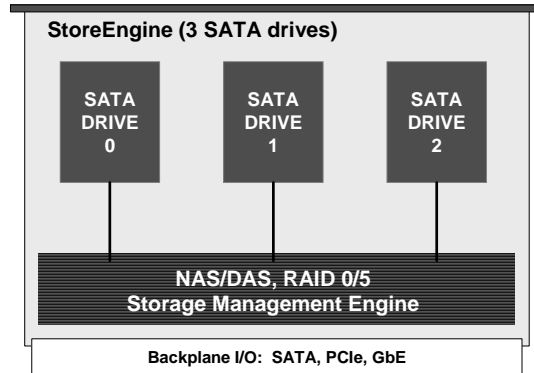 StoreEngine (3 SATA drives)
SATA
DRIVE
0
SATA
DRIVE
1
SATA
DRIVE
2
NAS/DAS, RAID 0/5
Storage Management Engine
Backplane I/O: SATA, PCIe, GbE